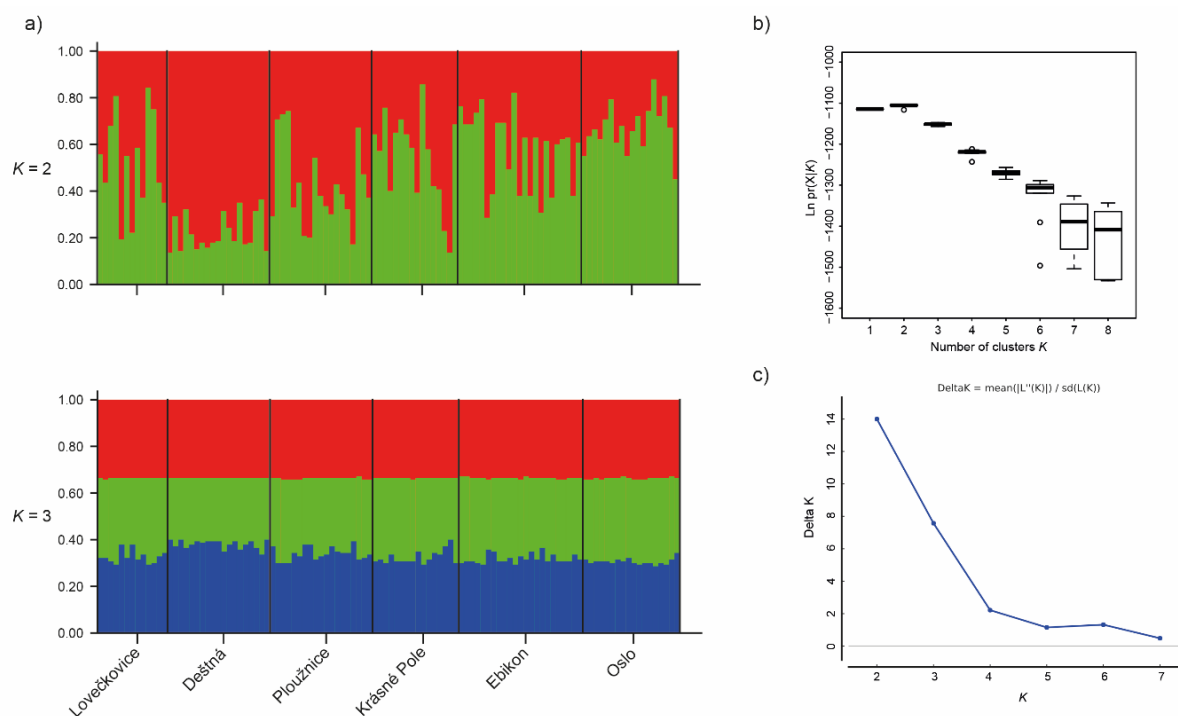 a)
1.00
0.80
0.60
0.40
0.20
0.00
K = 2
1.00
0.80
0.60
0.40
0.20
0.00
K = 3
Lovečkovice
Deštná
Ploužnice
Krásné Pole
Ebikon
Oslo
b)
Ln pr(X|K)
−1000
−1100
−1200
−1300
−1400
−1500
−1600
1 2 3 4 5 6 7 8
Number of clusters K
c)
DeltaK = mean(|L''(K)|) / sd(L(K))
Delta K
14
12
10
8
6
4
2
0
2 3 4 5 6 7
K